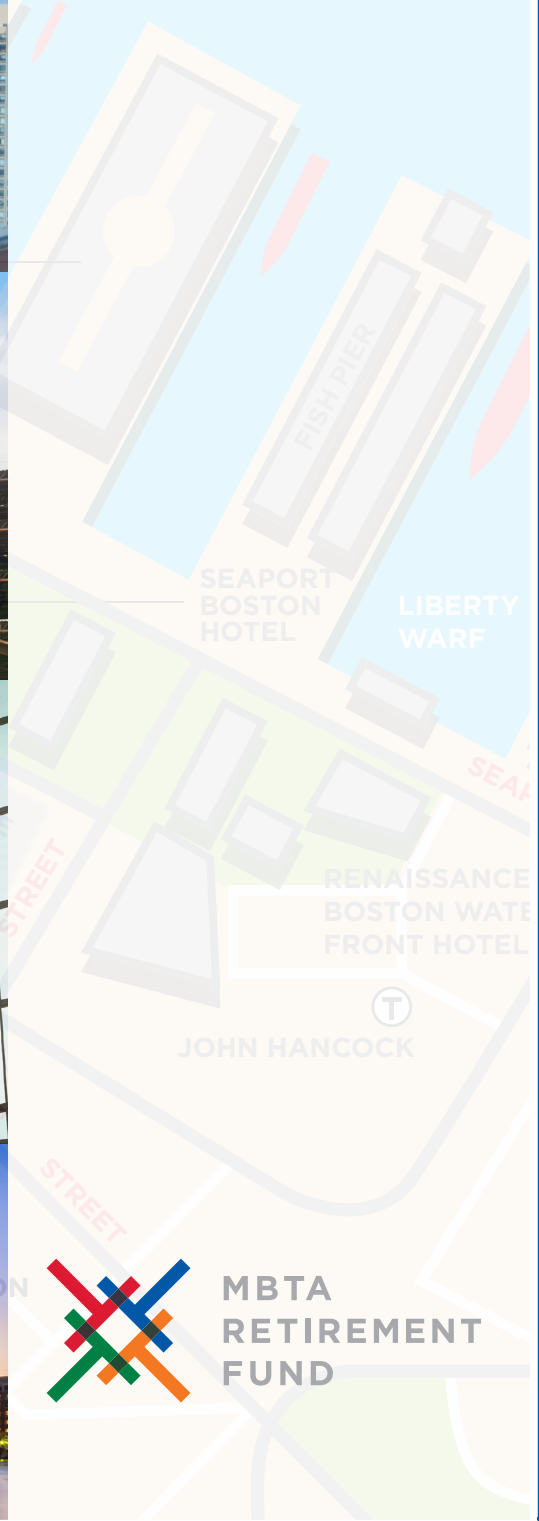 FISH PIER
SEAPORT
BOSTON
HOTEL
LIBERTY
WARF
STREET
RENAISSANCE
BOSTON WATE
FRONT HOTEL
T
JOHN HANCOCK
STREET
ON
MBTA
RETIREMENT
FUND